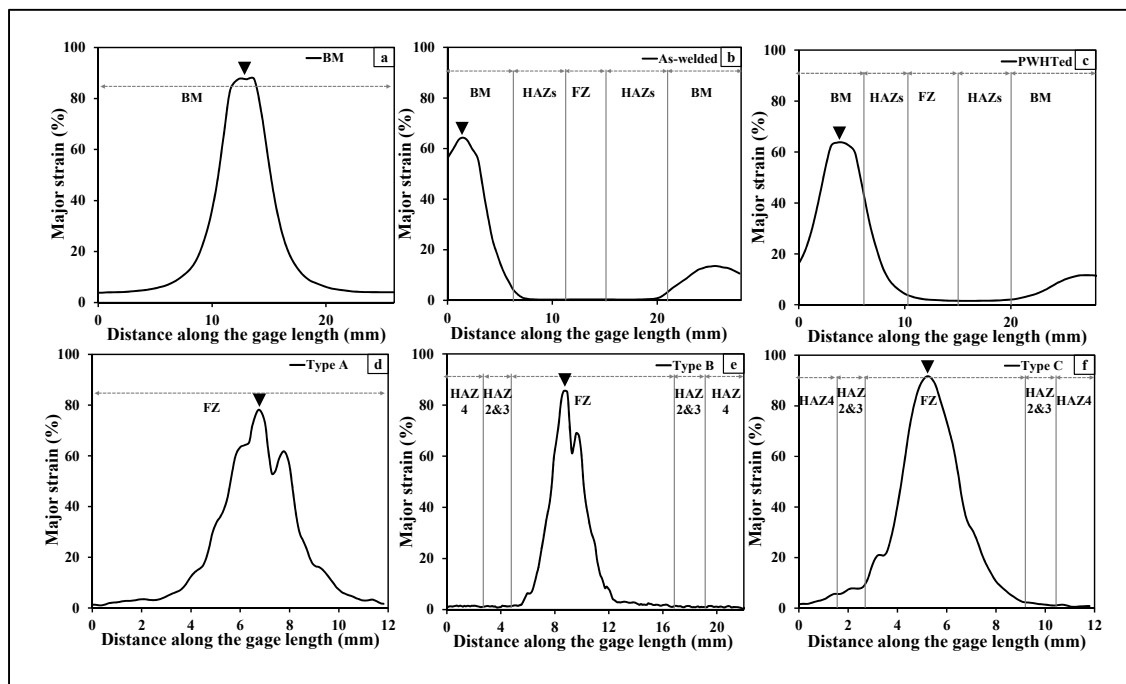 100
BM
a
80
BM
60
40
20
0
0
10
20
Major strain (%)
Distance along the gage length (mm)
100
As-welded
b
80
BM
HAZs
FZ
HAZs
BM
60
40
20
0
0
10
20
Major strain (%)
Distance along the gage length (mm)
100
PWHTed
c
80
BM
HAZs
FZ
HAZs
BM
60
40
20
0
0
10
20
Major strain (%)
Distance along the gage length (mm)
100
Type A
d
80
FZ
60
40
20
0
0
2
4
6
8
10
12
Major strain (%)
Distance along the gage length (mm)
100
Type B
e
80
HAZ
4
HAZ
2&3
FZ
HAZ
2&3
HAZ
4
60
40
20
0
0
4
8
12
16
20
Major strain (%)
Distance along the gage length (mm)
100
Type C
f
80
HAZ4
HAZ
2&3
FZ
HAZ
2&3
HAZ4
60
40
20
0
0
2
4
6
8
10
12
Major strain (%)
Distance along the gage length (mm)